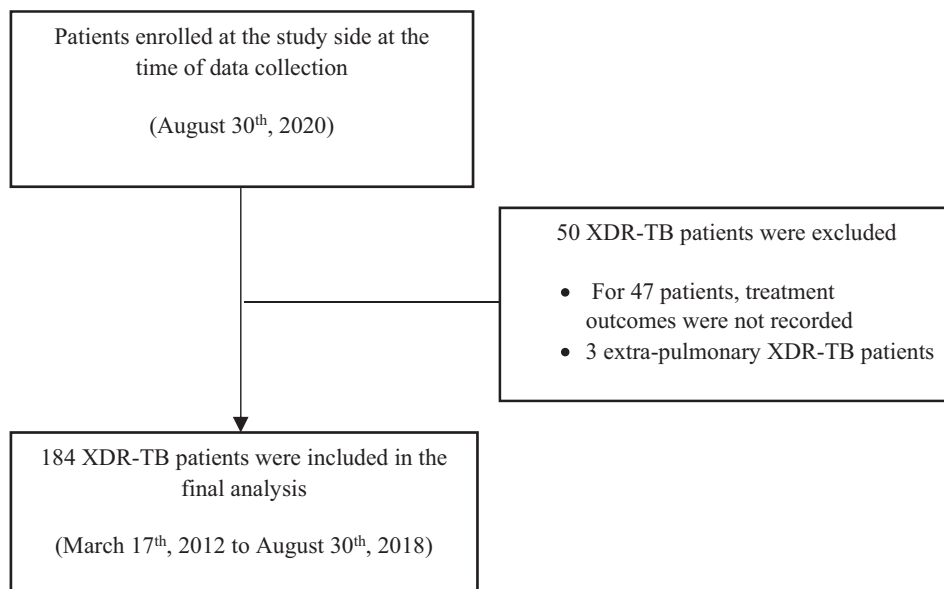 Patients enrolled at the study side at the
time of data collection
(August 30th, 2020)
50 XDR-TB patients were excluded
• For 47 patients, treatment
outcomes were not recorded
• 3 extra-pulmonary XDR-TB patients
184 XDR-TB patients were included in the
final analysis
(March 17th, 2012 to August 30th, 2018)